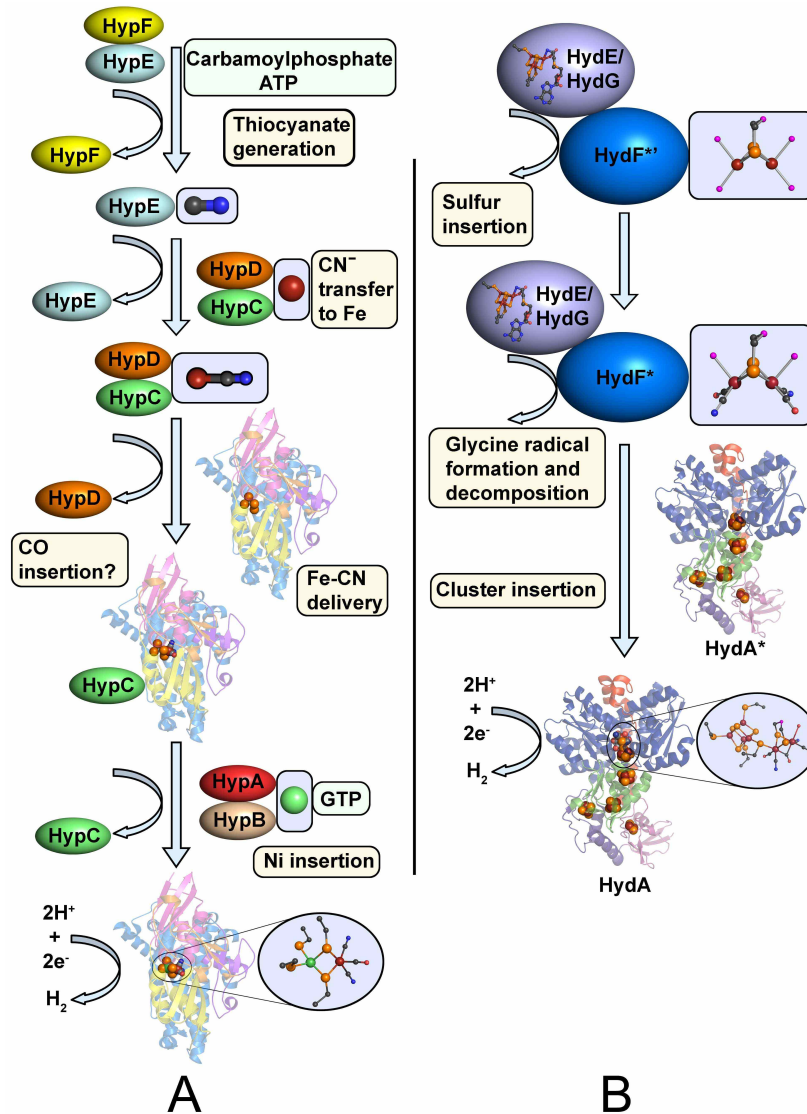 HypF
HypE
Carbamoylphosphate
ATP
Thiocyanate
generation
HypF
HypE
HypD
HypC
CN⁻
transfer
to Fe
HypE
HypD
HypC
HypD
CO
insertion?
Fe-CN
delivery
HypC
HypA
HypB
GTP
HypC
Ni insertion
2H⁺
+
2e⁻
H₂
A
HydE/
HydG
HydF*'
Sulfur
insertion
HydE/
HydG
HydF*
Glycine radical
formation and
decomposition
Cluster insertion
HydA*
2H⁺
+
2e⁻
H₂
HydA
B